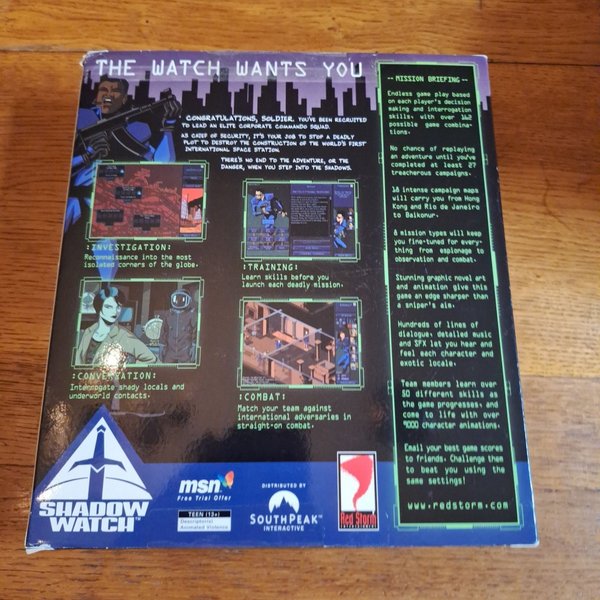 THE WATCH WANTS YOU
CONGRATULATIONS, SOLDIER. YOU'VE BEEN RECRUITED
TO LEAD AN ELITE CORPORATE COMMANDO SQUAD.
AS CHIEF OF SECURITY, IT'S YOUR JOB TO STOP A DEADLY
PLOT TO DESTROY THE CONSTRUCTION OF THE WORLD'S FIRST
INTERNATIONAL SPACE STATION.
THERE'S NO END TO THE ADVENTURE, OR THE
DANGER, WHEN YOU STEP INTO THE SHADOWS.
:INVESTIGATION:
Reconnaissance into the most
isolated corners of the globe.
:TRAINING:
Learn skills before you
launch each deadly mission.
:CONVERSATION:
Interrogate shady locals and
underworld contacts.
:COMBAT:
Match your team against
international adversaries in
straight-on combat.
-- MISSION BRIEFING --
Endless game play based
on each player's decision
making and interrogation
skills, with over 162
possible game combina-
tions.
No chance of replaying
an adventure until you've
completed at least 27
treacherous campaigns.
18 intense campaign maps
will carry you from Hong
Kong and Rio de Janeiro
to Baikonur.
8 mission types will keep
you fine-tuned for every-
thing from espionage to
observation and combat.
Stunning graphic novel art
and animation give this
game an edge sharper than
a sniper's aim.
Hundreds of lines of
dialogue, detailed music
and SFX let you hear and
feel each character and
exotic locale.
Team members learn over
50 different skills as
the game progresses, and
come to life with over
9000 character animations.
Email your best game scores
to friends. Challenge them
to beat you using the
same settings!
www.redstorm.com
SHADOW
WATCH™
msn
Free Trial Offer
TEEN (13+)
Descriptor(s)
Animated Violence
DISTRIBUTED BY
SOUTHPEAK
INTERACTIVE
Red Storm
Entertainment